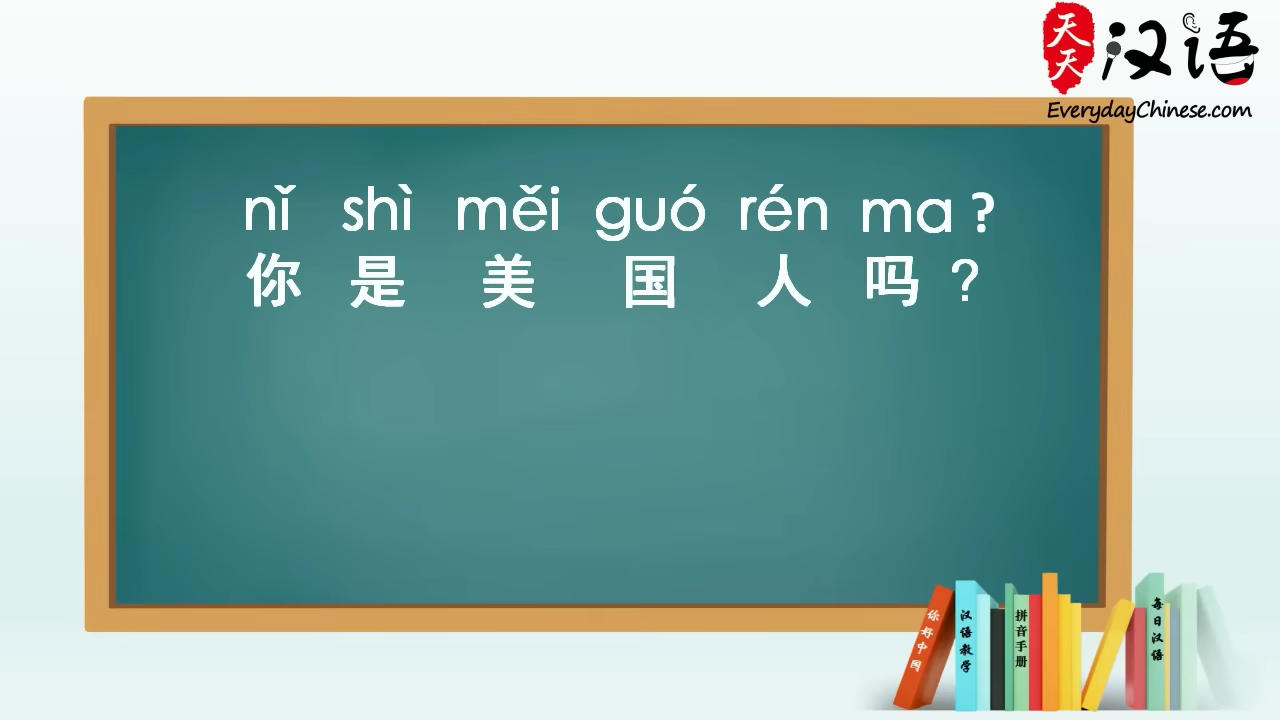 天天汉语
EverydayChinese.com
nǐ shì měi guó rén ma ?
你 是 美 国 人 吗 ?
你好中国
汉语教学
拼音手册
每日汉语